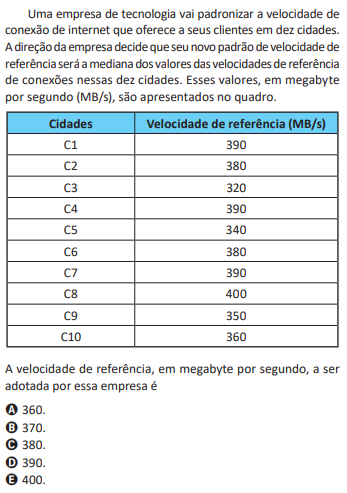 Uma empresa de tecnologia vai padronizar a velocidade de
conexão de internet que oferece a seus clientes em dez cidades.
A direção da empresa decide que seu novo padrão de velocidade de
referência será a mediana dos valores das velocidades de referência
de conexões nessas dez cidades. Esses valores, em megabyte
por segundo (MB/s), são apresentados no quadro.
Cidades Velocidade de referência (MB/s)
C1 390
C2 380
C3 320
C4 390
C5 340
C6 380
C7 390
C8 400
C9 350
C10 360
A velocidade de referência, em megabyte por segundo, a ser
adotada por essa empresa é
A 360.
B 370.
C 380.
D 390.
E 400.